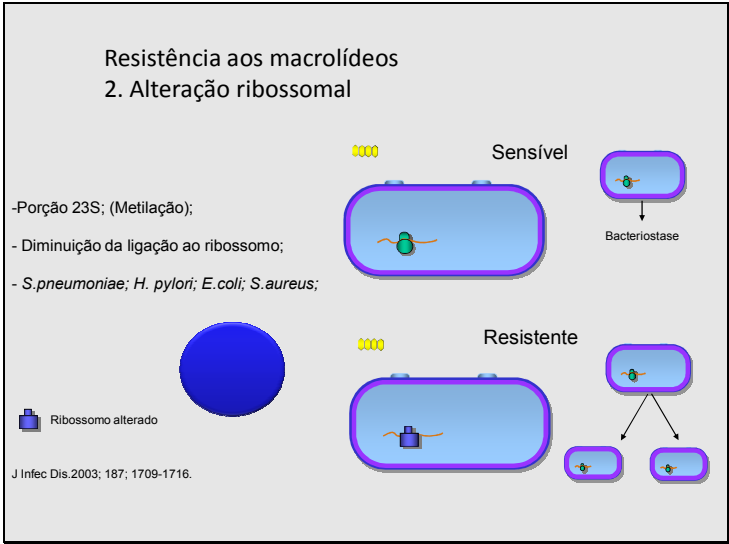 Resistência aos macrolídeos
2. Alteração ribossomal
Sensível
Bacteriostase
-Porção 23S; (Metilação);
- Diminuição da ligação ao ribossomo;
- S.pneumoniae; H. pylori; E.coli; S.aureus;
Resistente
Ribossomo alterado
J Infec Dis.2003; 187; 1709-1716.